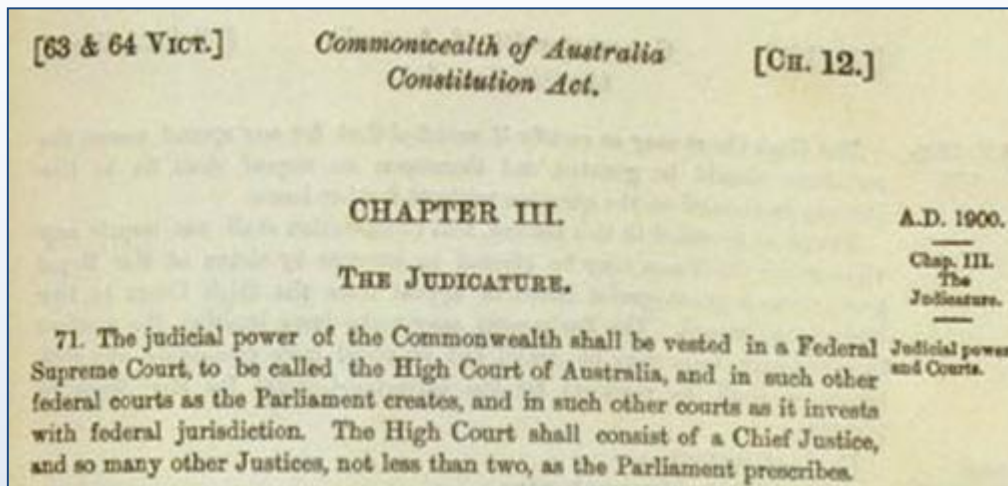 [63 & 64 VICT.] Commonwealth of Australia [CH. 12.]
Constitution Act.
CHAPTER III. A.D. 1900.
Chap. III.
THE JUDICATURE. The
Judicature.
71. The judicial power of the Commonwealth shall be vested in a Federal Judicial power
Supreme Court, to be called the High Court of Australia, and in such other and Courts.
federal courts as the Parliament creates, and in such other courts as it invests
with federal jurisdiction. The High Court shall consist of a Chief Justice,
and so many other Justices, not less than two, as the Parliament prescribes.